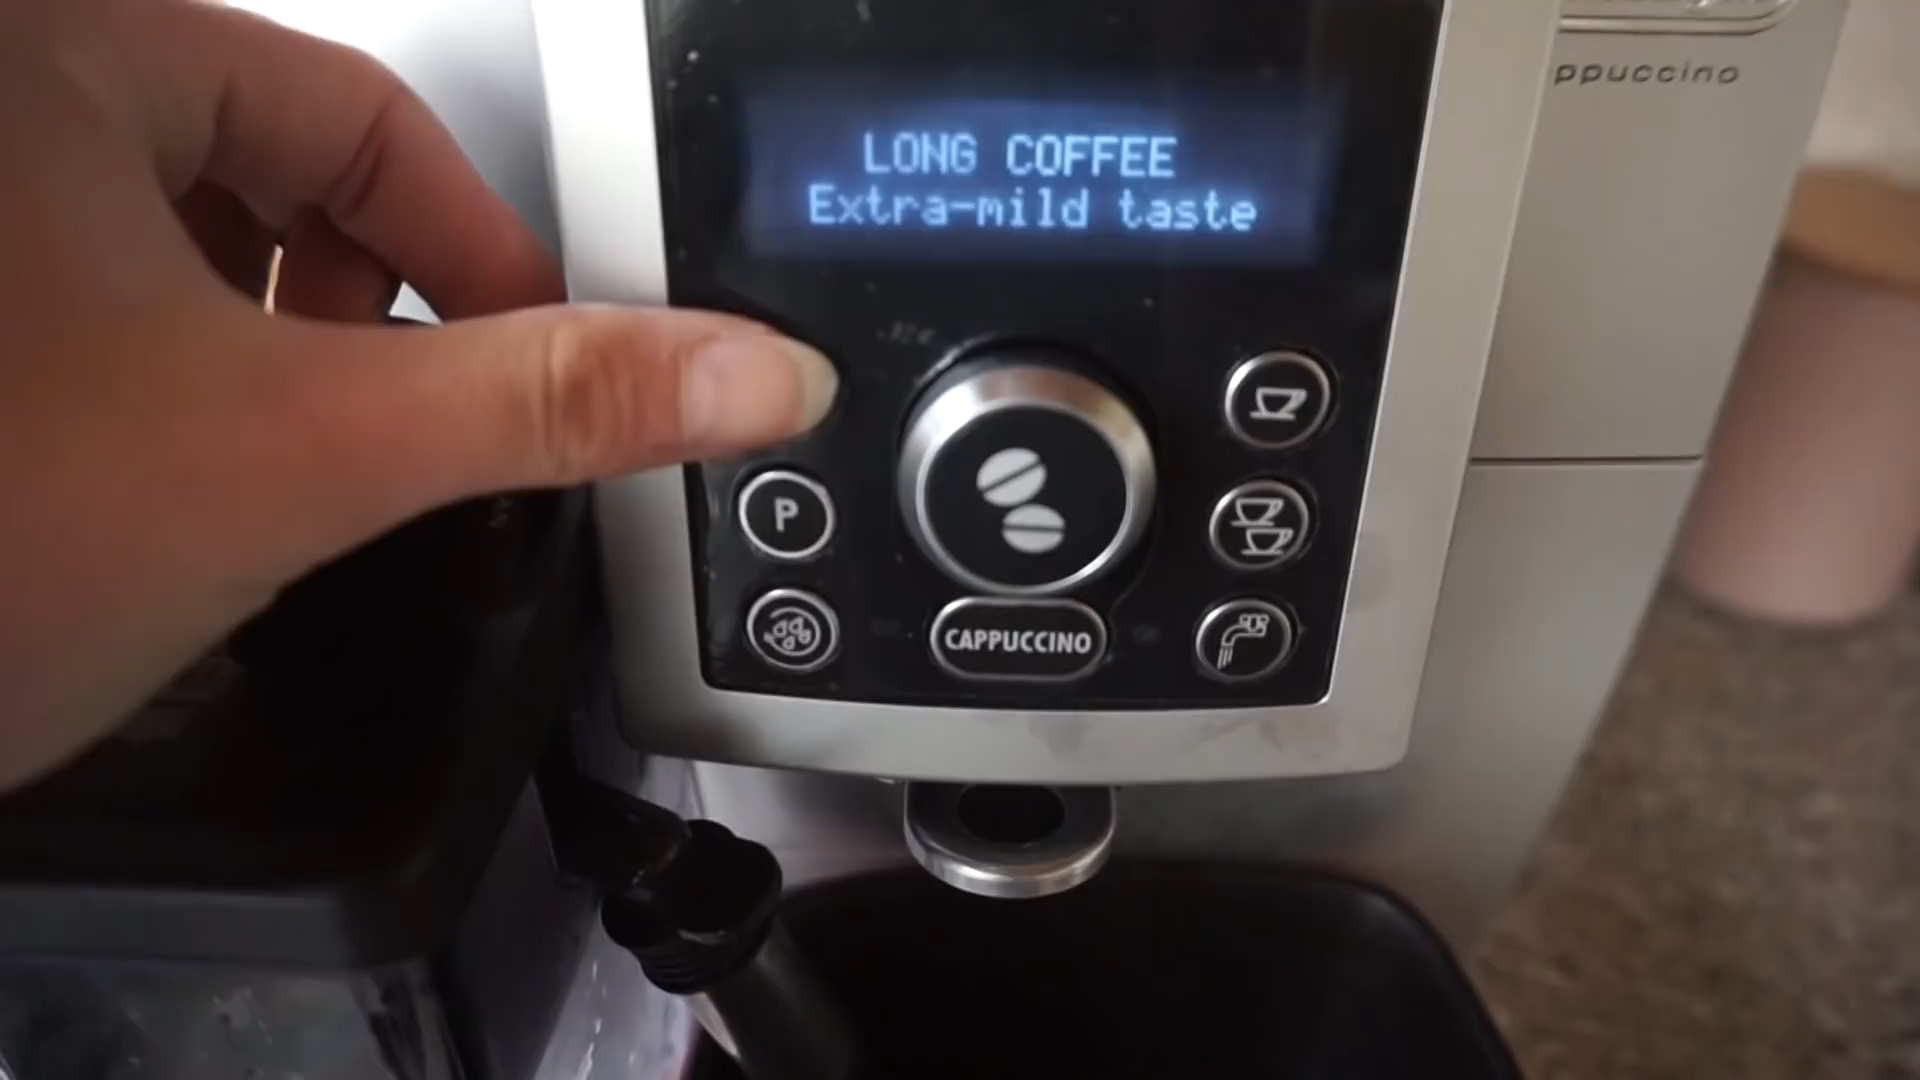 ppuccino
LONG COFFEE
Extra-mild taste
P
CAPPUCCINO